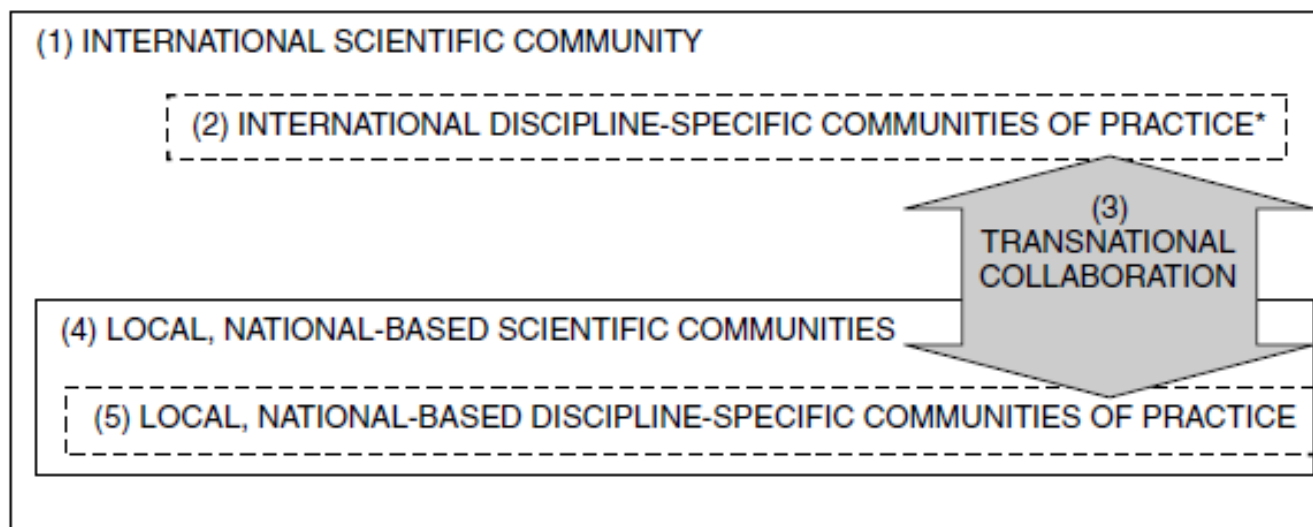 (1) INTERNATIONAL SCIENTIFIC COMMUNITY
(2) INTERNATIONAL DISCIPLINE-SPECIFIC COMMUNITIES OF PRACTICE*
(3)
TRANSNATIONAL
COLLABORATION
(4) LOCAL, NATIONAL-BASED SCIENTIFIC COMMUNITIES
(5) LOCAL, NATIONAL-BASED DISCIPLINE-SPECIFIC COMMUNITIES OF PRACTICE